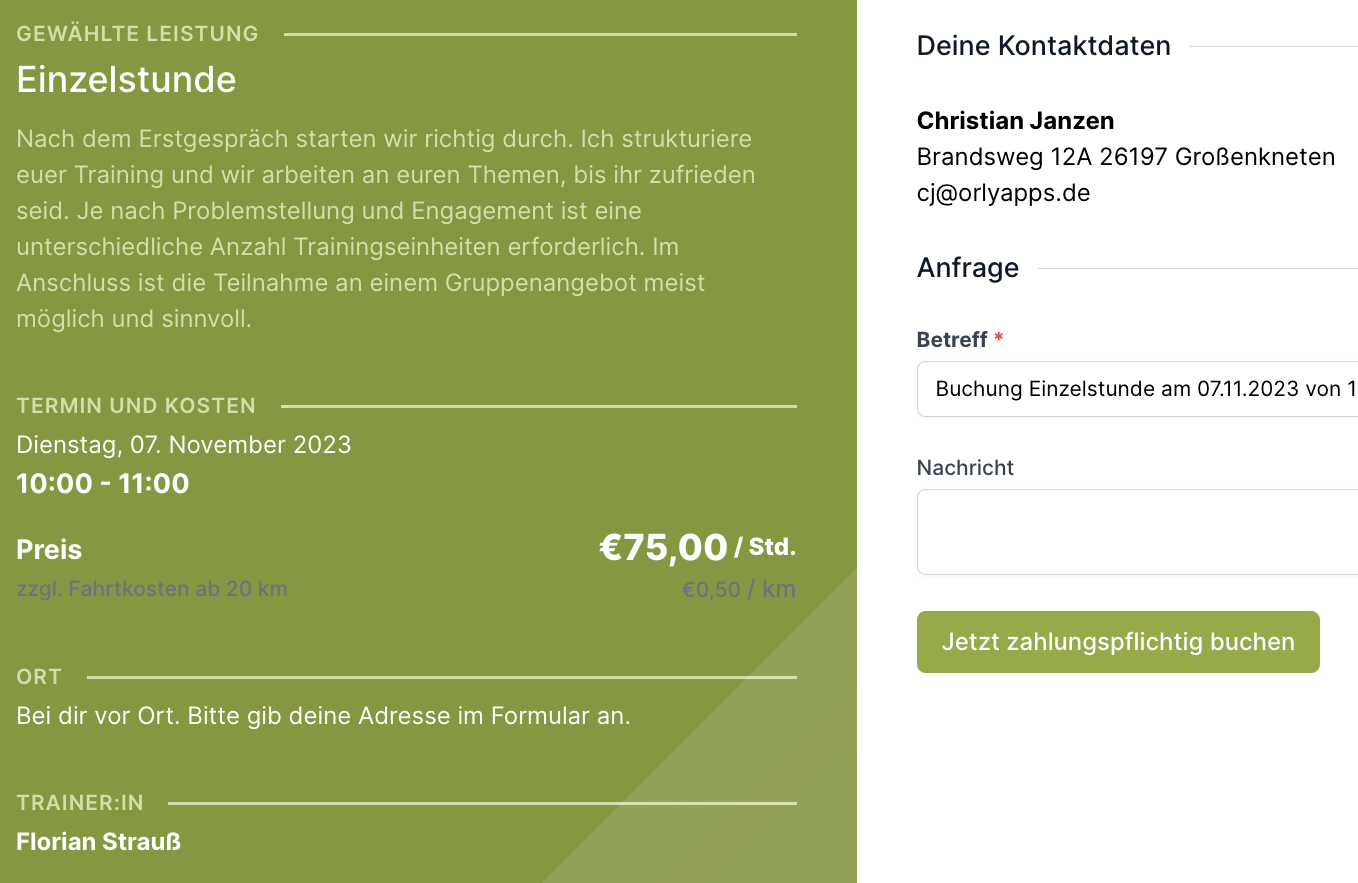 GEWÄHLTE LEISTUNG
Einzelstunde
Nach dem Erstgespräch starten wir richtig durch. Ich strukturiere
euer Training und wir arbeiten an euren Themen, bis ihr zufrieden
seid. Je nach Problemstellung und Engagement ist eine
unterschiedliche Anzahl Trainingseinheiten erforderlich. Im
Anschluss ist die Teilnahme an einem Gruppenangebot meist
möglich und sinnvoll.
TERMIN UND KOSTEN
Dienstag, 07. November 2023
10:00 - 11:00
Preis €75,00 / Std.
zzgl. Fahrtkosten ab 20 km €0,50 / km
ORT
Bei dir vor Ort. Bitte gib deine Adresse im Formular an.
TRAINER:IN
Florian Strauß
Deine Kontaktdaten
Christian Janzen
Brandsweg 12A 26197 Großenkneten
cj@orlyapps.de
Anfrage
Betreff *
Buchung Einzelstunde am 07.11.2023 von 1
Nachricht
Jetzt zahlungspflichtig buchen